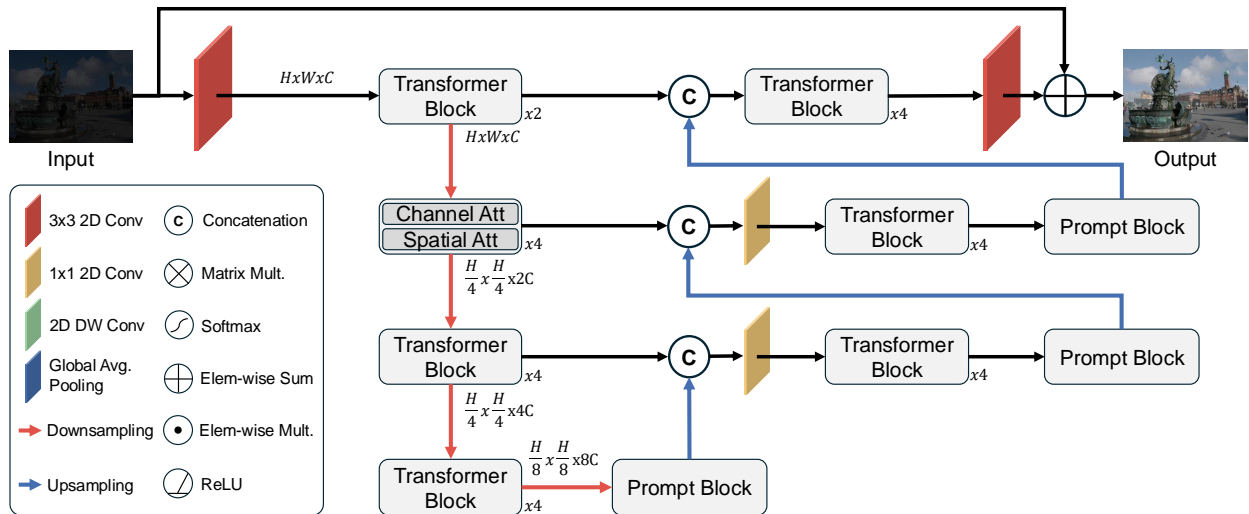 HxWxC
Transformer
Block
x2
C
Transformer
Block
x4
Input
HxWxC
Output
Channel Att
Spatial Att
x4
C
Transformer
Block
x4
Prompt Block
H/4 x H/4 x2C
Transformer
Block
x4
C
Transformer
Block
x4
Prompt Block
H/4 x H/4 x4C
Transformer
Block
x4
H/8 x H/8 x8C
Prompt Block
3x3 2D Conv
C
Concatenation
1x1 2D Conv
Matrix Mult.
2D DW Conv
Softmax
Global Avg.
Pooling
Elem-wise Sum
Downsampling
Elem-wise Mult.
Upsampling
ReLU